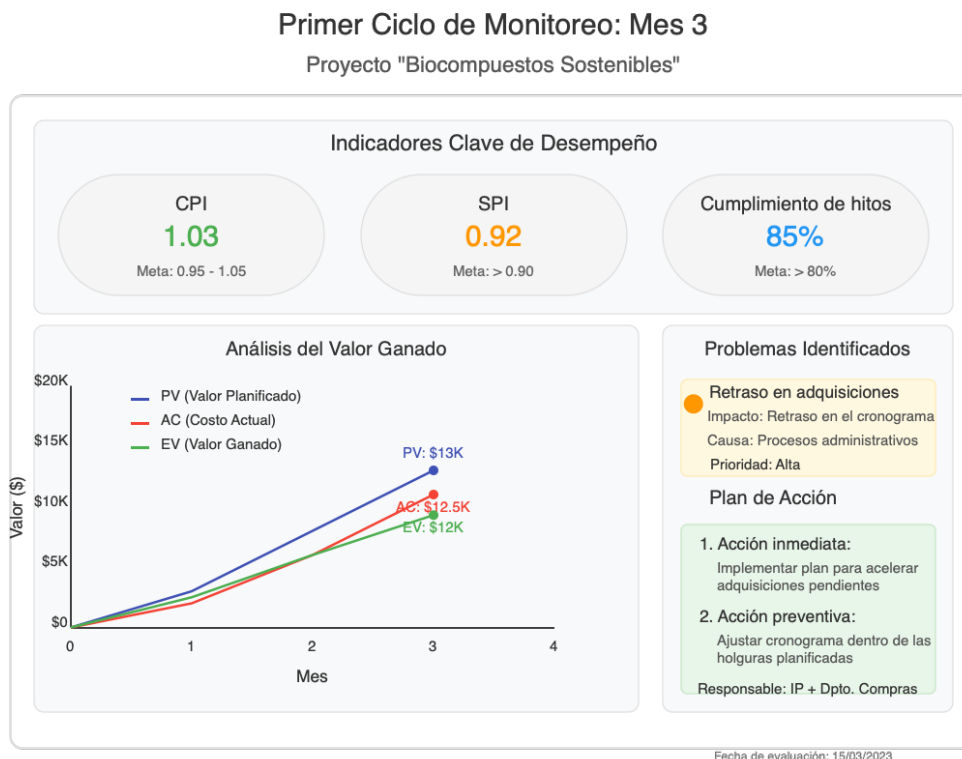 Primer Ciclo de Monitoreo: Mes 3
Proyecto "Biocompuestos Sostenibles"
Indicadores Clave de Desempeño
CPI
1.03
Meta: 0.95 - 1.05
SPI
0.92
Meta: > 0.90
Cumplimiento de hitos
85%
Meta: > 80%
Análisis del Valor Ganado
$20K
$15K
$10K
$5K
$0
Valor ($)
PV (Valor Planificado)
AC (Costo Actual)
EV (Valor Ganado)
PV: $13K
AC: $12.5K
EV: $12K
0
1
2
3
4
Mes
Problemas Identificados
Retraso en adquisiciones
Impacto: Retraso en el cronograma
Causa: Procesos administrativos
Prioridad: Alta
Plan de Acción
1. Acción inmediata:
Implementar plan para acelerar
adquisiciones pendientes
2. Acción preventiva:
Ajustar cronograma dentro de las
holguras planificadas
Responsable: IP + Dpto. Compras
Fecha de evaluación: 15/03/2023